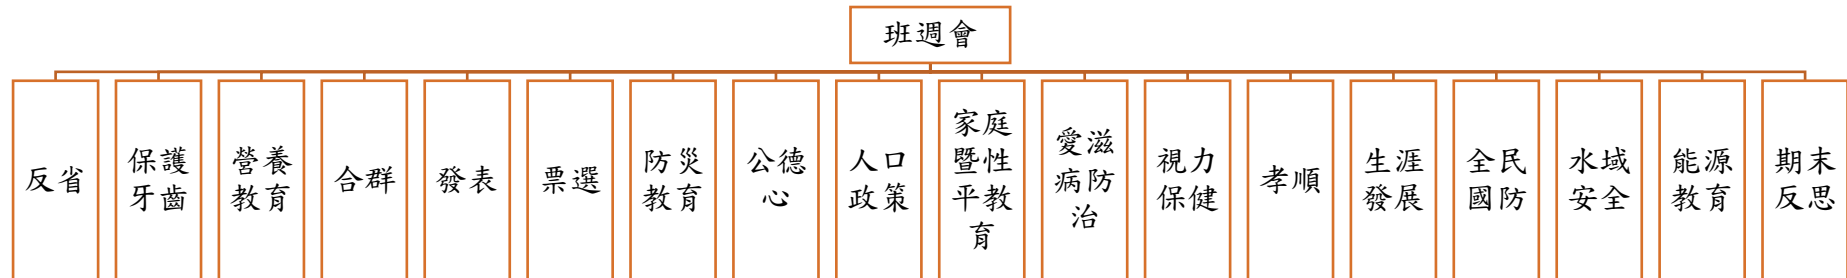 班週會
反省
保護
牙齒
營養
教育
合群
發表
票選
防災
教育
公德
心
人口
政策
家庭
暨性
平教
育
愛滋
病防
治
視力
保健
孝順
生涯
發展
全民
國防
水域
安全
能源
教育
期末
反思